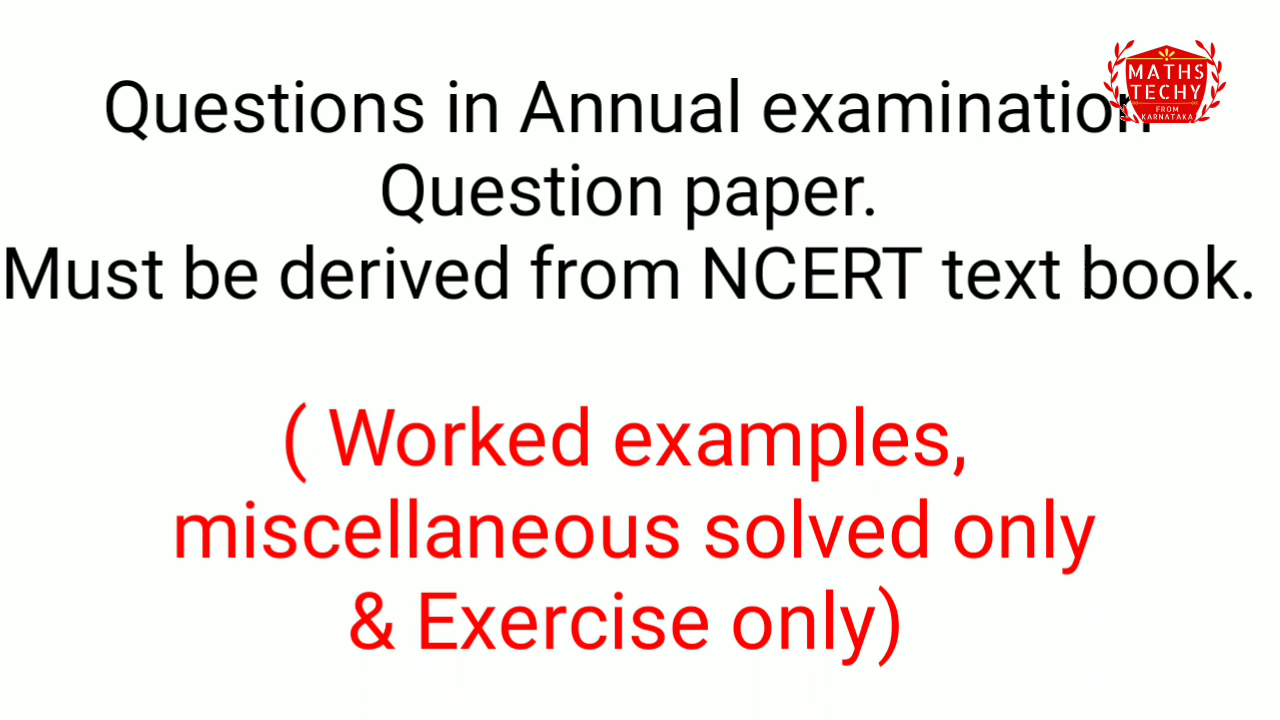 Questions in Annual examination
Question paper.
Must be derived from NCERT text book.
( Worked examples,
miscellaneous solved only
& Exercise only)
MATHS
TECHY
FROM
KARNATAKA